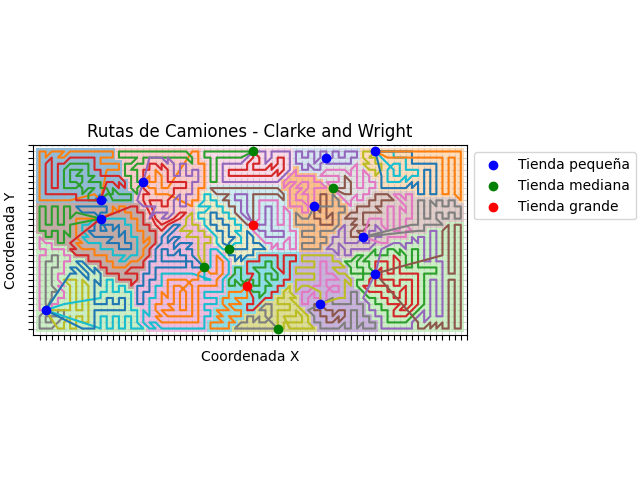 Rutas de Camiones - Clarke and Wright
Tienda pequeña
Tienda mediana
Tienda grande
Coordenada Y
Coordenada X